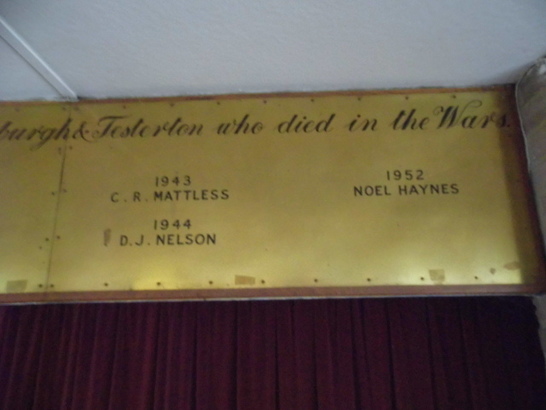 burgh & Testerton who died in the Wars.
1943
C. R. MATTLESS
1944
D. J. NELSON
1952
NOEL HAYNES